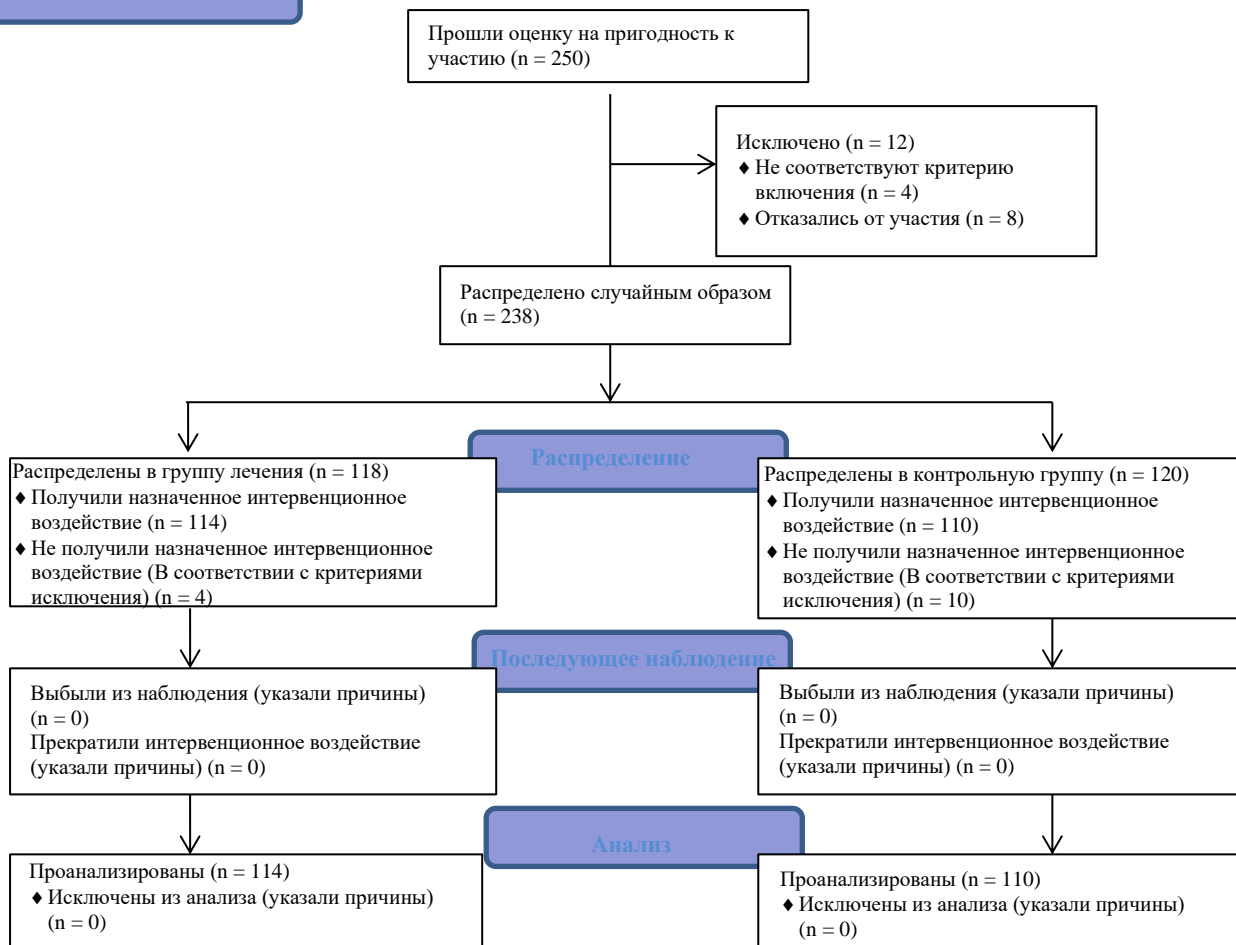 Прошли оценку на пригодность к
участию (n = 250)
Исключено (n = 12)
♦ Не соответствуют критерию
включения (n = 4)
♦ Отказались от участия (n = 8)
Распределено случайным образом
(n = 238)
Распределение
Распределены в группу лечения (n = 118)
♦ Получили назначенное интервенционное
воздействие (n = 114)
♦ Не получили назначенное интервенционное
воздействие (В соответствии с критериями
исключения) (n = 4)
Распределены в контрольную группу (n = 120)
♦ Получили назначенное интервенционное
воздействие (n = 110)
♦ Не получили назначенное интервенционное
воздействие (В соответствии с критериями
исключения) (n = 10)
Последующее наблюдение
Выбыли из наблюдения (указали причины)
(n = 0)
Прекратили интервенционное воздействие
(указали причины) (n = 0)
Выбыли из наблюдения (указали причины)
(n = 0)
Прекратили интервенционное воздействие
(указали причины) (n = 0)
Анализ
Проанализированы (n = 114)
♦ Исключены из анализа (указали причины)
(n = 0)
Проанализированы (n = 110)
♦ Исключены из анализа (указали причины)
(n = 0)